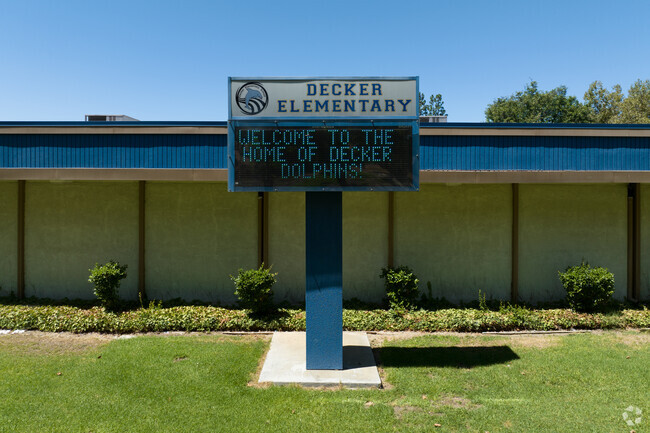 DECKER
ELEMENTARY
WELCOME TO THE
HOME OF DECKER
DOLPHINS!